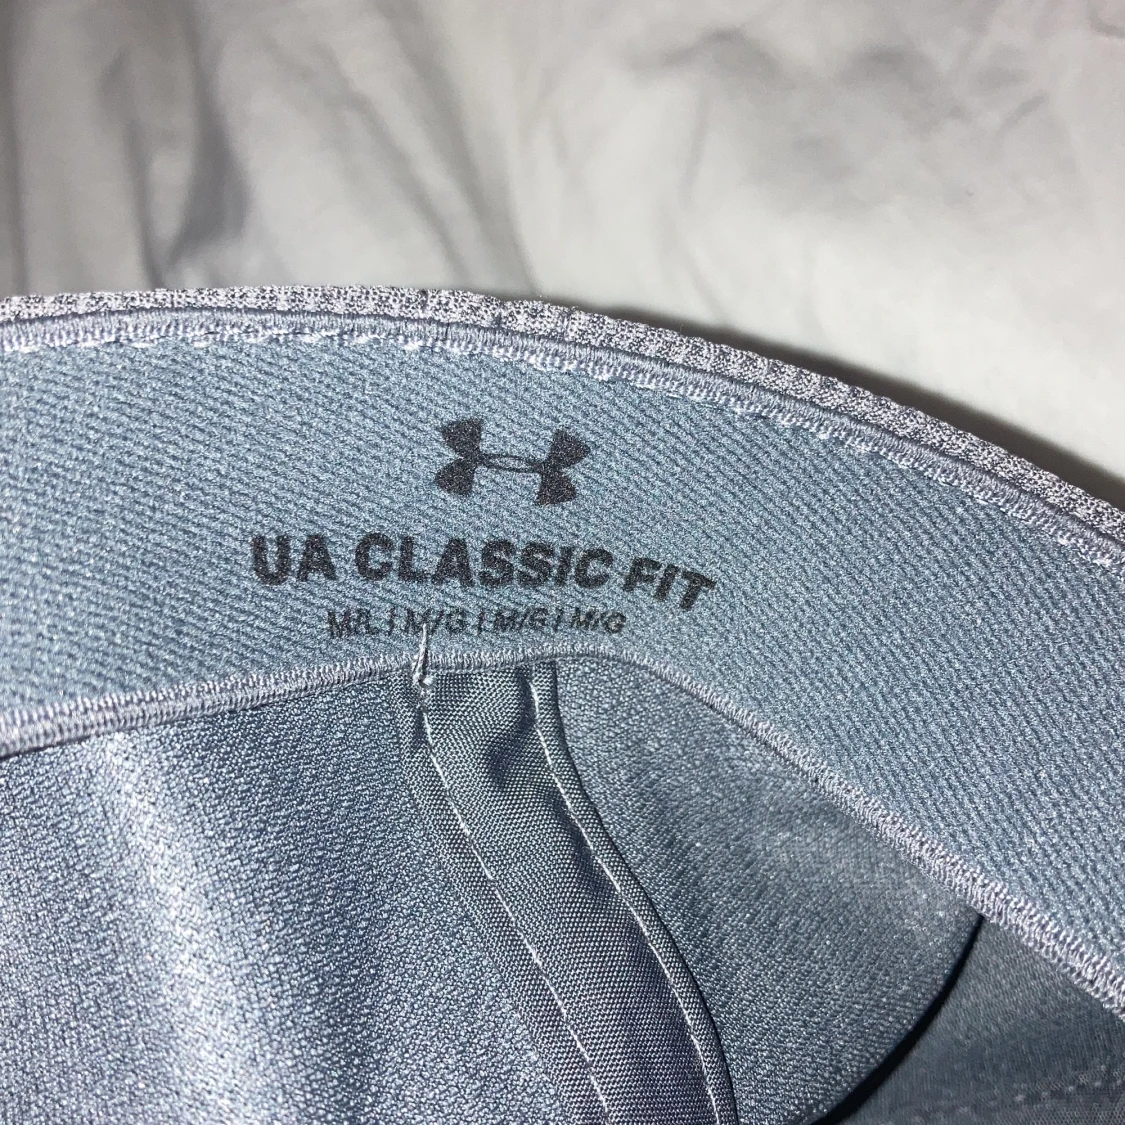 UA CLASSIC FIT
M/L | M/G | M/G | M/G